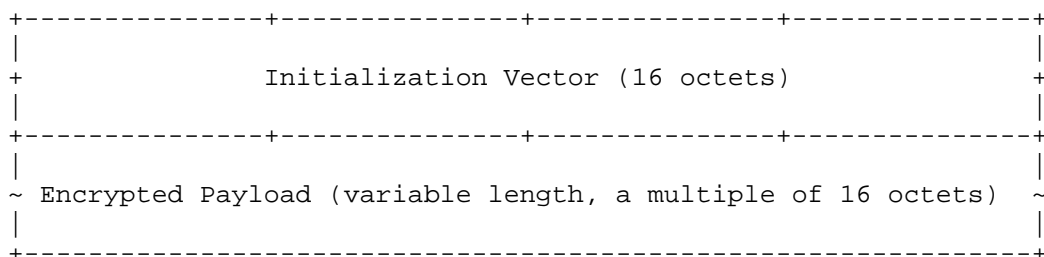 Initialization Vector (16 octets)
Encrypted Payload (variable length, a multiple of 16 octets)